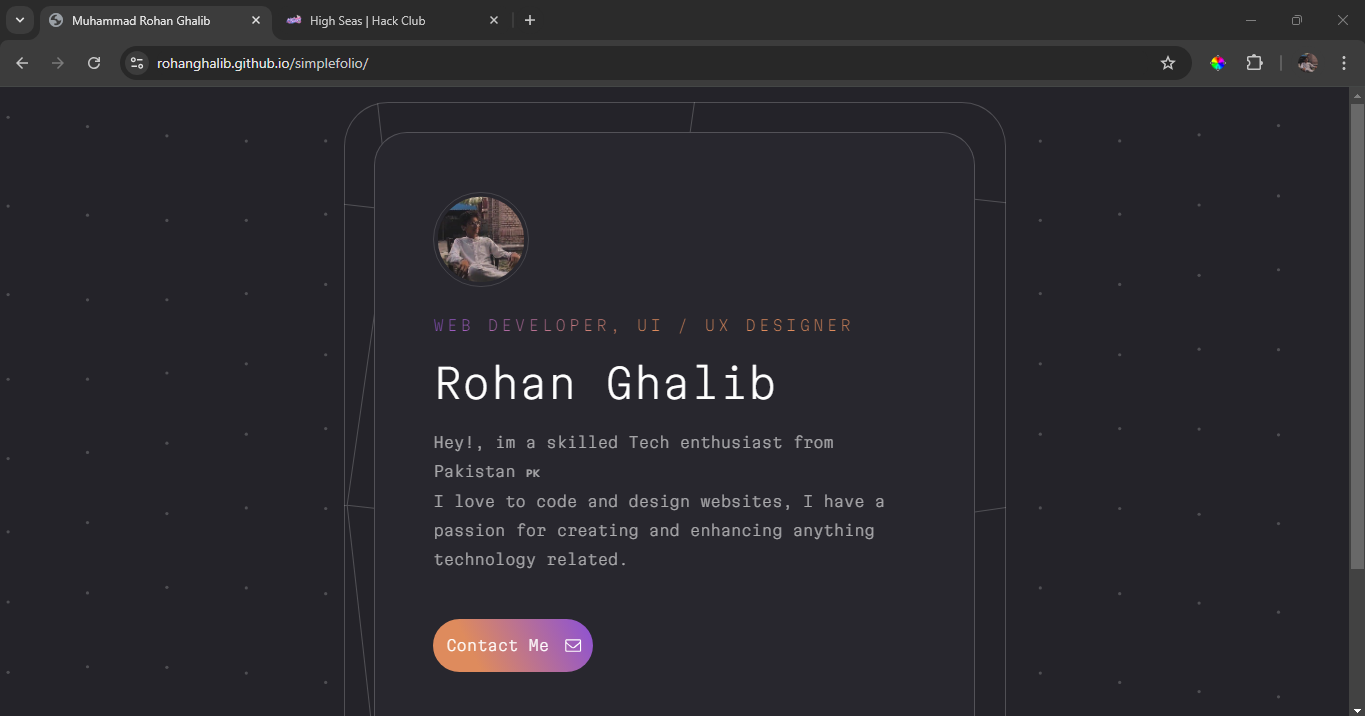 Muhammad Rohan Ghalib
High Seas | Hack Club
rohanghalib.github.io/simplefolio/
WEB DEVELOPER, UI / UX DESIGNER
Rohan Ghalib
Hey!, im a skilled Tech enthusiast from
Pakistan PK
I love to code and design websites, I have a
passion for creating and enhancing anything
technology related.
Contact Me